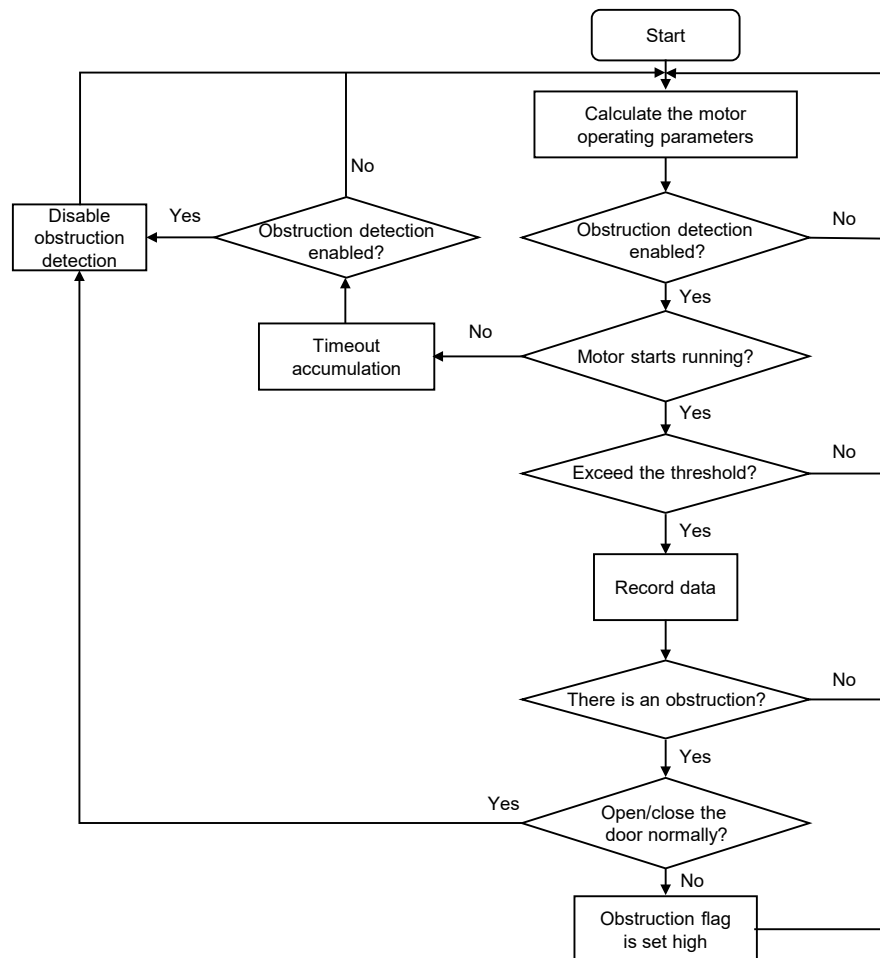 Start
Calculate the motor
operating parameters
No
Disable
obstruction
detection
Yes
Obstruction detection
enabled?
Obstruction detection
enabled?
No
Yes
Timeout
accumulation
No
Motor starts running?
Yes
Exceed the threshold?
No
Yes
Record data
There is an obstruction?
No
Yes
Yes
Open/close the
door normally?
No
Obstruction flag
is set high